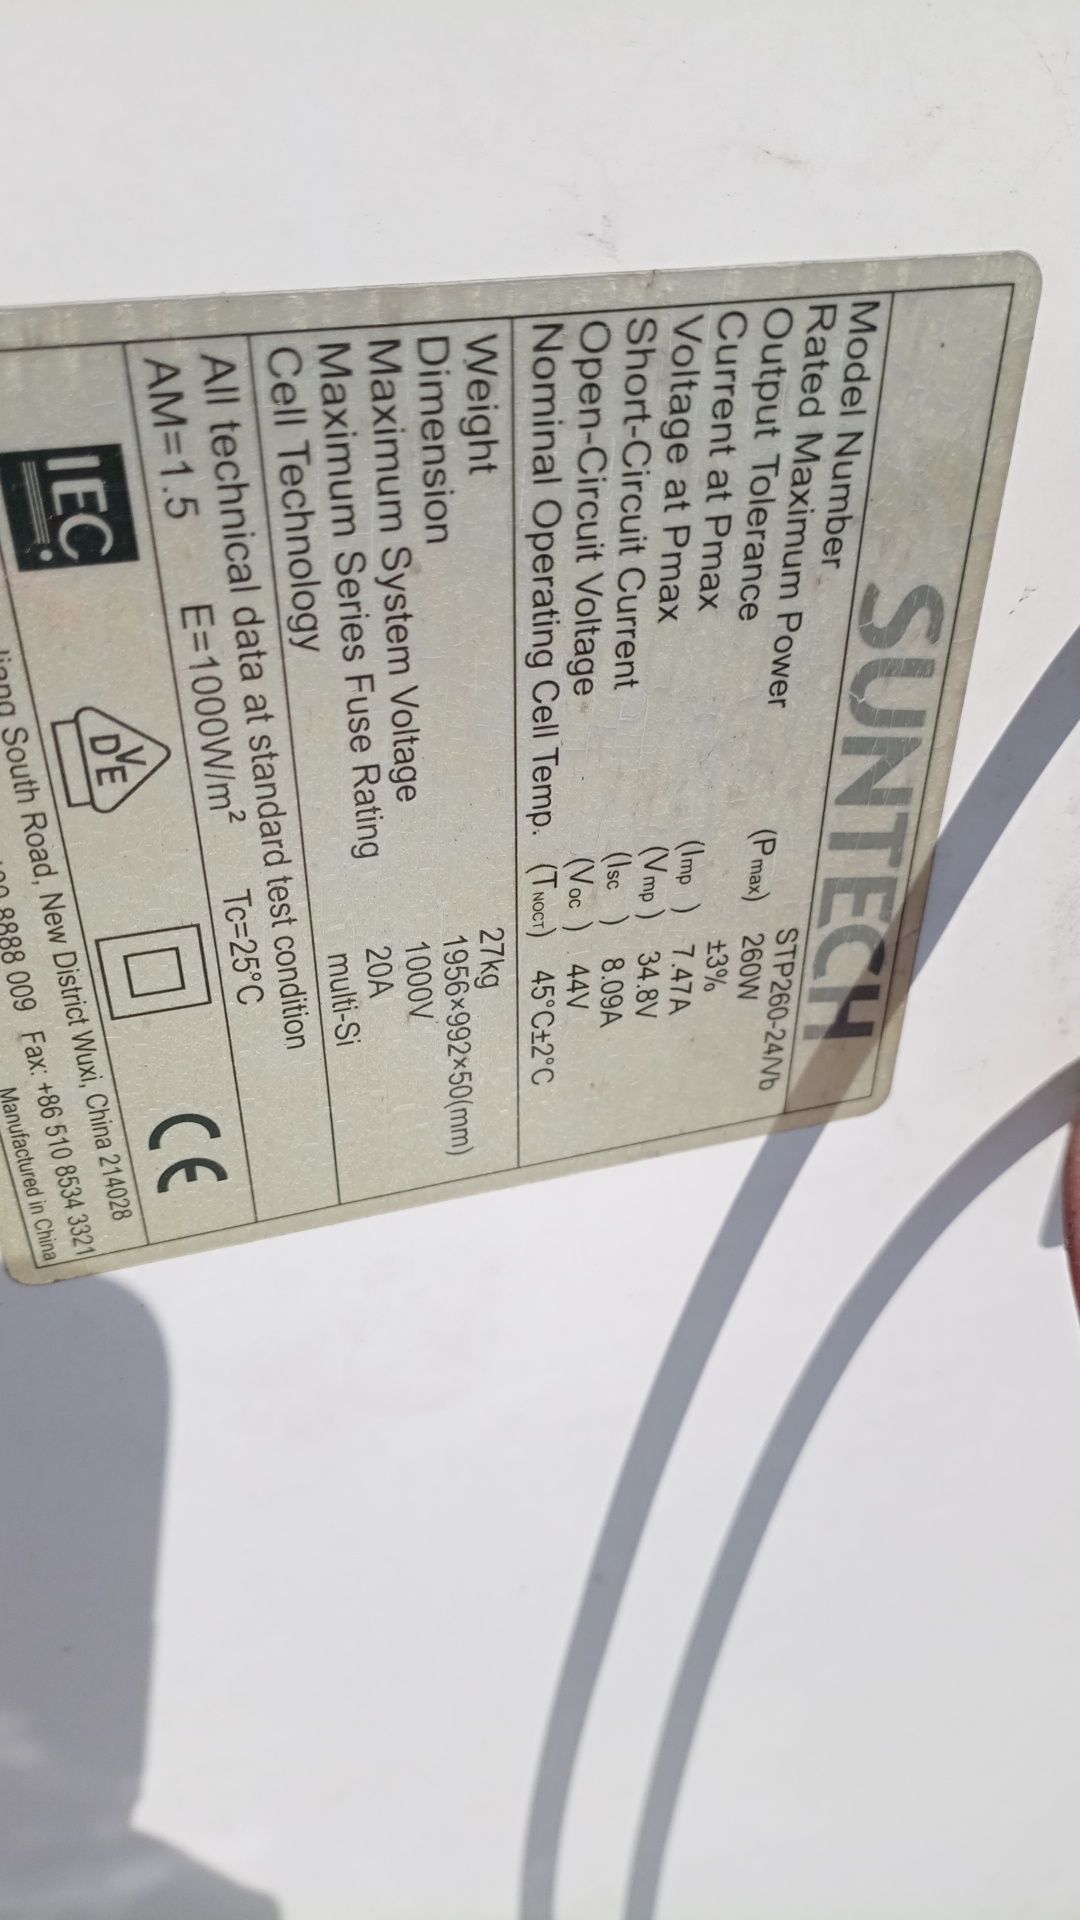 SUNTECH
Model Number STP260-24/Vb
Rated Maximum Power (Pmax) 260W
Output Tolerance ±3%
Current at Pmax (Imp) 7.47A
Voltage at Pmax (Vmp) 34.8V
Short-Circuit Current (Isc) 8.09A
Open-Circuit Voltage (Voc) 44V
Nominal Operating Cell Temp. (TNOCT) 45°C±2°C
Weight 27kg
Dimension 1956×992×50(mm)
Maximum System Voltage 1000V
Maximum Series Fuse Rating 20A
Cell Technology multi-Si
All technical data at standard test condition
AM=1.5 E=1000W/m² Tc=25°C
IEC
DVE
CE
South Road, New District Wuxi, China 214028
8888 009 Fax: +86 510 8534 3321
Manufactured in China